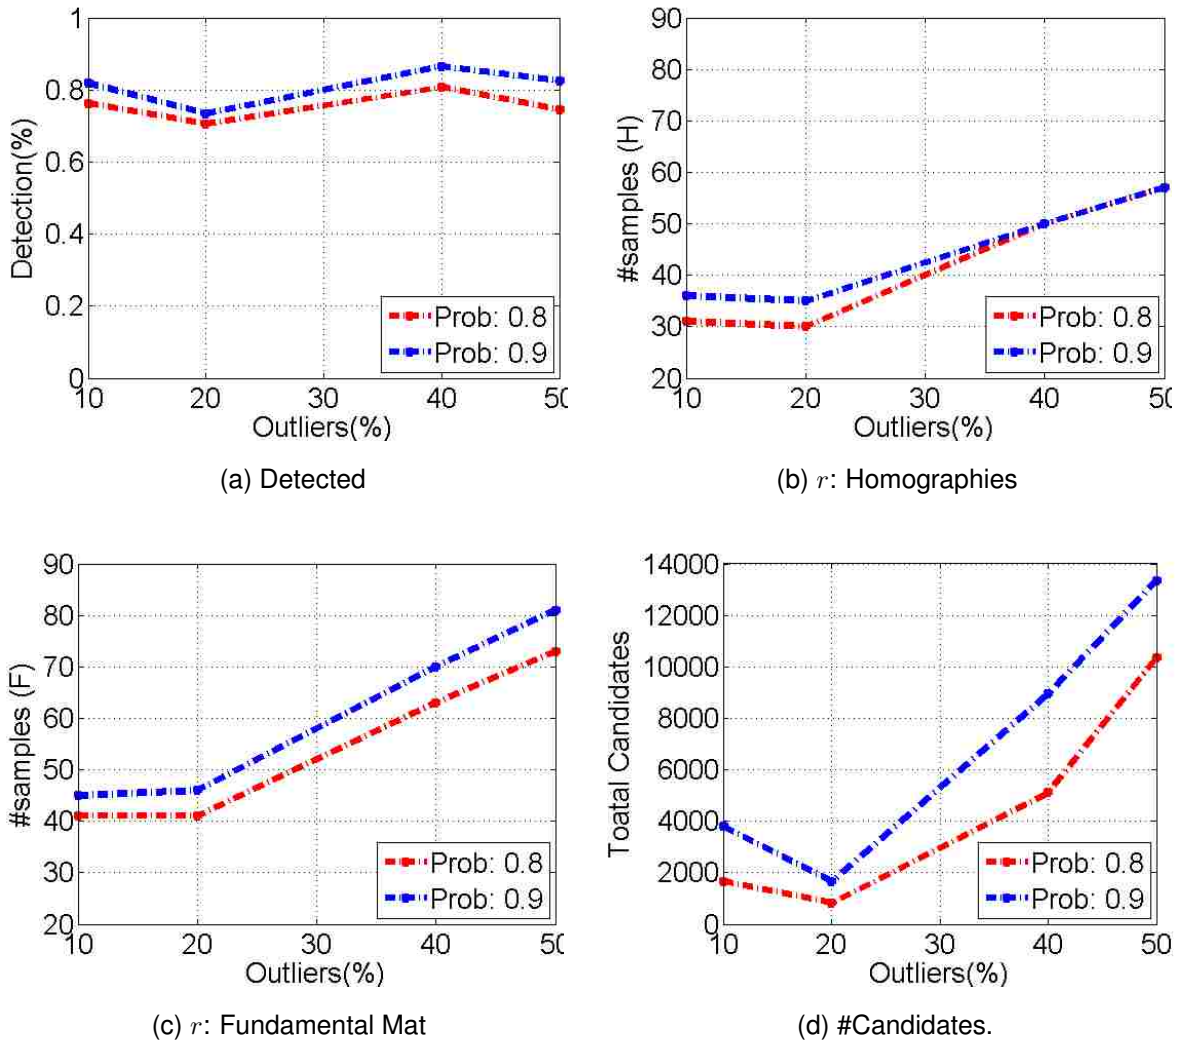 1
0.8
0.6
0.4
0.2
0
Detection(%)
10 20 30 40 50
Outliers(%)
Prob: 0.8
Prob: 0.9
(a) Detected
90
80
70
60
50
40
30
20
#samples (H)
10 20 30 40 50
Outliers(%)
Prob: 0.8
Prob: 0.9
(b) r: Homographies
90
80
70
60
50
40
30
20
#samples (F)
10 20 30 40 50
Outliers(%)
Prob: 0.8
Prob: 0.9
(c) r: Fundamental Mat
14000
12000
10000
8000
6000
4000
2000
0
Toatal Candidates
10 20 30 40 50
Outliers(%)
Prob: 0.8
Prob: 0.9
(d) #Candidates.